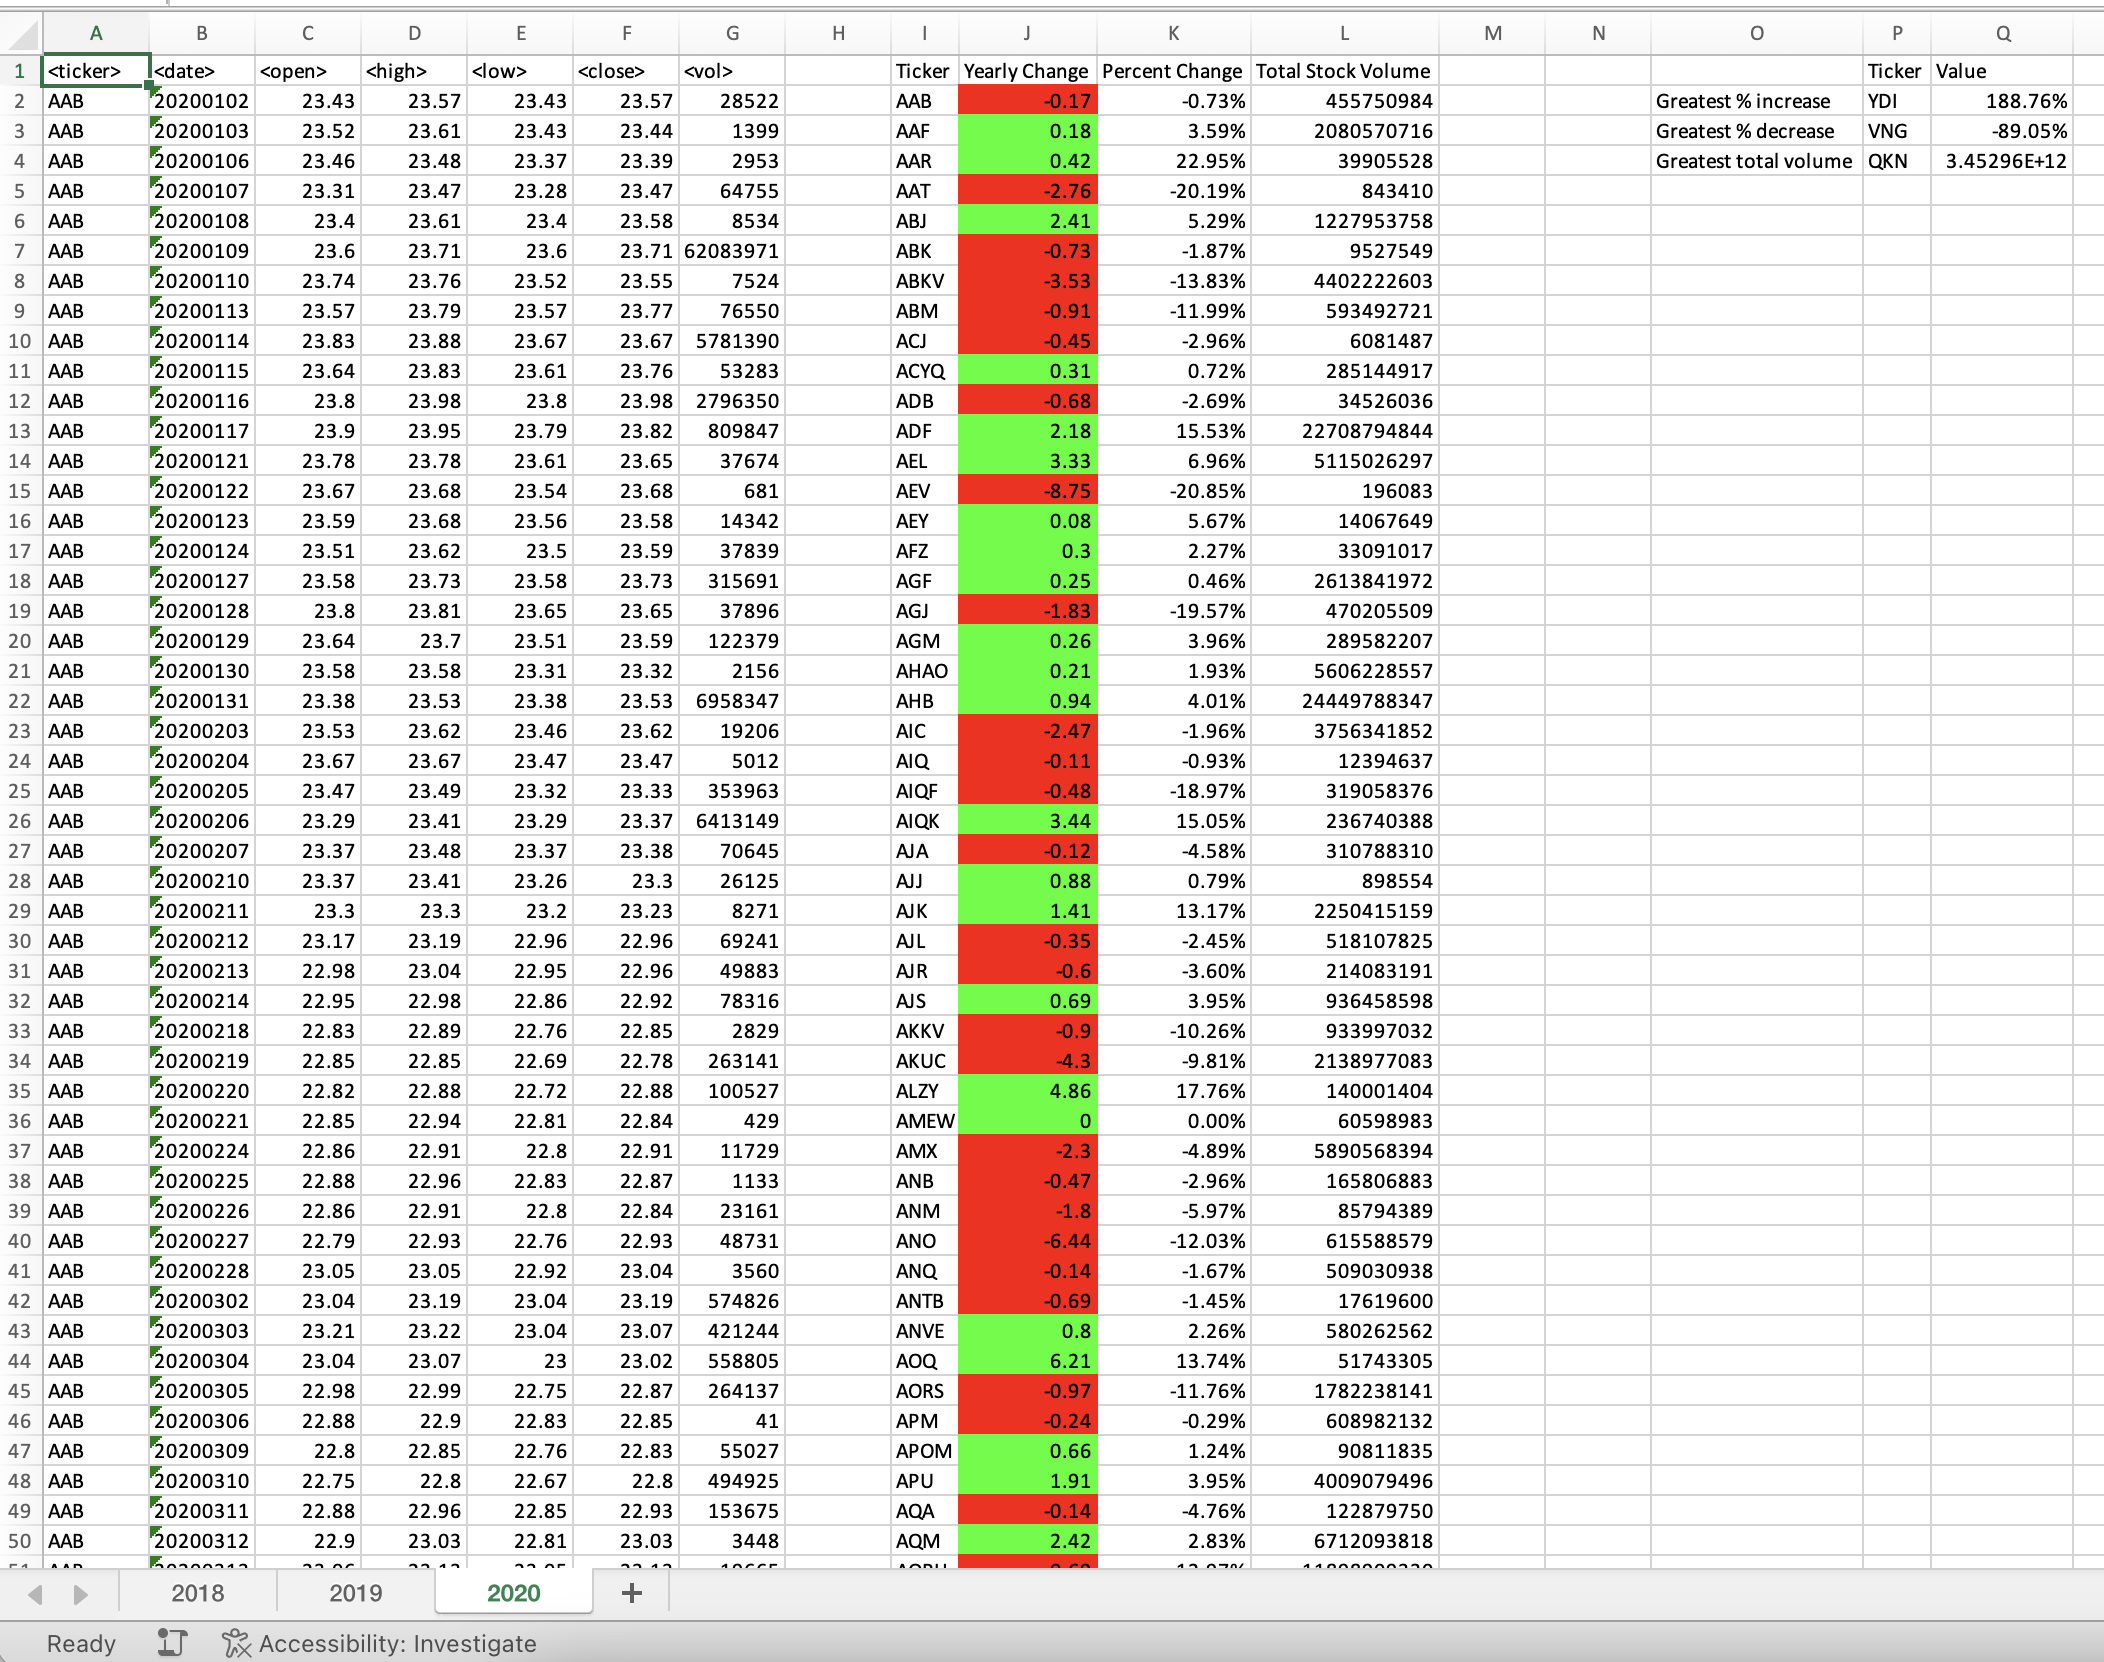 A B C D E F G H I J K L M N O P Q
1 <ticker> <date> <open> <high> <low> <close> <vol> Ticker Yearly Change Percent Change Total Stock Volume Ticker Value
2 AAB 20200102 23.43 23.57 23.43 23.57 28522 AAB -0.17 -0.73% 455750984 Greatest % increase YDI 188.76%
3 AAB 20200103 23.52 23.61 23.43 23.44 1399 AAF 0.18 3.59% 2080570716 Greatest % decrease VNG -89.05%
4 AAB 20200106 23.46 23.48 23.37 23.39 2953 AAR 0.42 22.95% 39905528 Greatest total volume QKN 3.45296E+12
5 AAB 20200107 23.31 23.47 23.28 23.47 64755 AAT -2.76 -20.19% 843410
6 AAB 20200108 23.4 23.61 23.4 23.58 8534 ABJ 2.41 5.29% 1227953758
7 AAB 20200109 23.6 23.71 23.6 23.71 62083971 ABK -0.73 -1.87% 9527549
8 AAB 20200110 23.74 23.76 23.52 23.55 7524 ABKV -3.53 -13.83% 4402222603
9 AAB 20200113 23.57 23.79 23.57 23.77 76550 ABM -0.91 -11.99% 593492721
10 AAB 20200114 23.83 23.88 23.67 23.67 5781390 ACJ -0.45 -2.96% 6081487
11 AAB 20200115 23.64 23.83 23.61 23.76 53283 ACYQ 0.31 0.72% 285144917
12 AAB 20200116 23.8 23.98 23.8 23.98 2796350 ADB -0.68 -2.69% 34526036
13 AAB 20200117 23.9 23.95 23.79 23.82 809847 ADF 2.18 15.53% 22708794844
14 AAB 20200121 23.78 23.78 23.61 23.65 37674 AEL 3.33 6.96% 5115026297
15 AAB 20200122 23.67 23.68 23.54 23.68 681 AEV -8.75 -20.85% 196083
16 AAB 20200123 23.59 23.68 23.56 23.58 14342 AEY 0.08 5.67% 14067649
17 AAB 20200124 23.51 23.62 23.5 23.59 37839 AFZ 0.3 2.27% 33091017
18 AAB 20200127 23.58 23.73 23.58 23.73 315691 AGF 0.25 0.46% 2613841972
19 AAB 20200128 23.8 23.81 23.65 23.65 37896 AGJ -1.83 -19.57% 470205509
20 AAB 20200129 23.64 23.7 23.51 23.59 122379 AGM 0.26 3.96% 289582207
21 AAB 20200130 23.58 23.58 23.31 23.32 2156 AHAO 0.21 1.93% 5606228557
22 AAB 20200131 23.38 23.53 23.38 23.53 6958347 AHB 0.94 4.01% 24449788347
23 AAB 20200203 23.53 23.62 23.46 23.62 19206 AIC -2.47 -1.96% 3756341852
24 AAB 20200204 23.67 23.67 23.47 23.47 5012 AIQ -0.11 -0.93% 12394637
25 AAB 20200205 23.47 23.49 23.32 23.33 353963 AIQF -0.48 -18.97% 319058376
26 AAB 20200206 23.29 23.41 23.29 23.37 6413149 AIQK 3.44 15.05% 236740388
27 AAB 20200207 23.37 23.48 23.37 23.38 70645 AJA -0.12 -4.58% 310788310
28 AAB 20200210 23.37 23.41 23.26 23.3 26125 AJJ 0.88 0.79% 898554
29 AAB 20200211 23.3 23.3 23.2 23.23 8271 AJK 1.41 13.17% 2250415159
30 AAB 20200212 23.17 23.19 22.96 22.96 69241 AJL -0.35 -2.45% 518107825
31 AAB 20200213 22.98 23.04 22.95 22.96 49883 AJR -0.6 -3.60% 214083191
32 AAB 20200214 22.95 22.98 22.86 22.92 78316 AJS 0.69 3.95% 936458598
33 AAB 20200218 22.83 22.89 22.76 22.85 2829 AKKV -0.9 -10.26% 933997032
34 AAB 20200219 22.85 22.85 22.69 22.78 263141 AKUC -4.3 -9.81% 2138977083
35 AAB 20200220 22.82 22.88 22.72 22.88 100527 ALZY 4.86 17.76% 140001404
36 AAB 20200221 22.85 22.94 22.81 22.84 429 AMEW 0 0.00% 60598983
37 AAB 20200224 22.86 22.91 22.8 22.91 11729 AMX -2.3 -4.89% 5890568394
38 AAB 20200225 22.88 22.96 22.83 22.87 1133 ANB -0.47 -2.96% 165806883
39 AAB 20200226 22.86 22.91 22.8 22.84 23161 ANM -1.8 -5.97% 85794389
40 AAB 20200227 22.79 22.93 22.76 22.93 48731 ANO -6.44 -12.03% 615588579
41 AAB 20200228 23.05 23.05 22.92 23.04 3560 ANQ -0.14 -1.67% 509030938
42 AAB 20200302 23.04 23.19 23.04 23.19 574826 ANTB -0.69 -1.45% 17619600
43 AAB 20200303 23.21 23.22 23.04 23.07 421244 ANVE 0.8 2.26% 580262562
44 AAB 20200304 23.04 23.07 23 23.02 558805 AOQ 6.21 13.74% 51743305
45 AAB 20200305 22.98 22.99 22.75 22.87 264137 AORS -0.97 -11.76% 1782238141
46 AAB 20200306 22.88 22.9 22.83 22.85 41 APM -0.24 -0.29% 608982132
47 AAB 20200309 22.8 22.85 22.76 22.83 55027 APOM 0.66 1.24% 90811835
48 AAB 20200310 22.75 22.8 22.67 22.8 494925 APU 1.91 3.95% 4009079496
49 AAB 20200311 22.88 22.96 22.85 22.93 153675 AQA -0.14 -4.76% 122879750
50 AAB 20200312 22.9 23.03 22.81 23.03 3448 AQM 2.42 2.83% 6712093818
2018 2019 2020 +
Ready Accessibility: Investigate